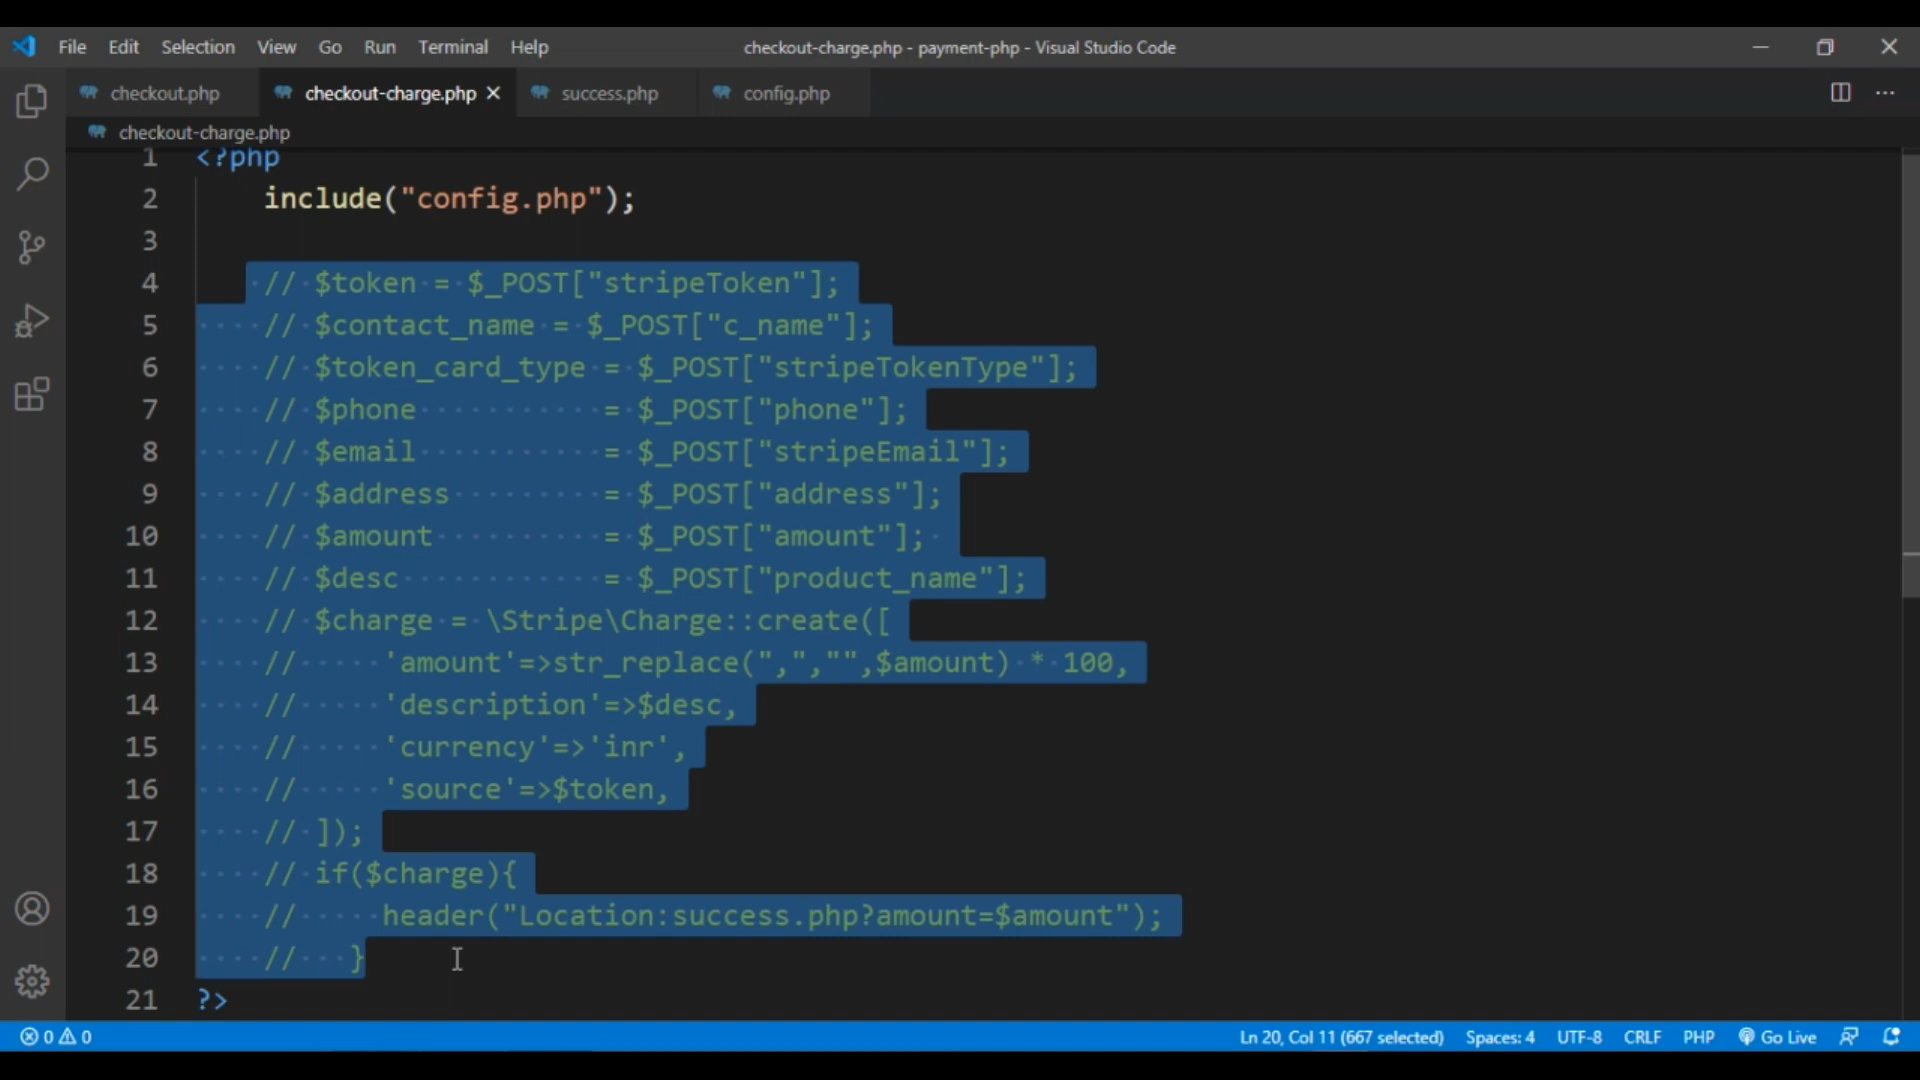 File Edit Selection View Go Run Terminal Help checkout-charge.php - payment-php - Visual Studio Code
checkout.php checkout-charge.php success.php config.php
checkout-charge.php
1 <?php
2 include("config.php");
3
4 // $token = $_POST["stripeToken"];
5 // $contact_name = $_POST["c_name"];
6 // $token_card_type = $_POST["stripeTokenType"];
7 // $phone = $_POST["phone"];
8 // $email = $_POST["stripeEmail"];
9 // $address = $_POST["address"];
10 // $amount = $_POST["amount"];
11 // $desc = $_POST["product_name"];
12 // $charge = \Stripe\Charge::create([
13 // 'amount'=>str_replace(",","",$amount) * 100,
14 // 'description'=>$desc,
15 // 'currency'=>'inr',
16 // 'source'=>$token,
17 // ]);
18 // if($charge){
19 // header("Location:success.php?amount=$amount");
20 // }
21 ?>
0 0 Ln 20, Col 11 (667 selected) Spaces: 4 UTF-8 CRLF PHP Go Live